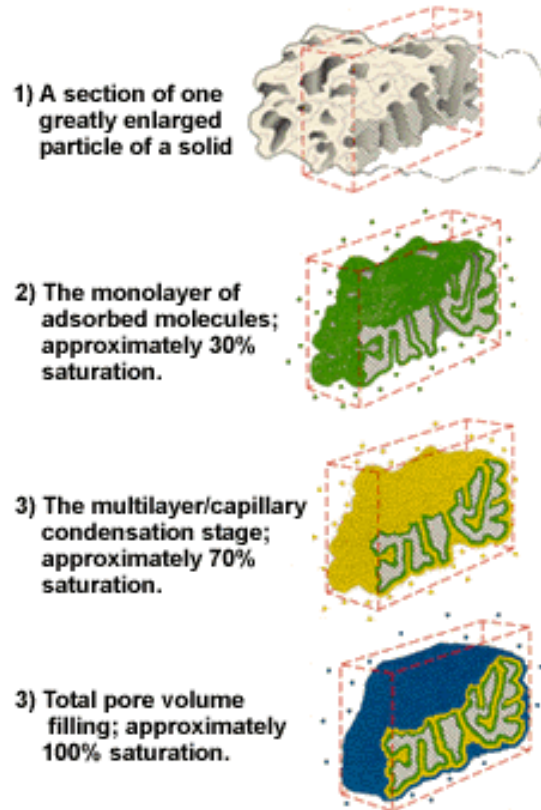 1) A section of one
greatly enlarged
particle of a solid
2) The monolayer of
adsorbed molecules;
approximately 30%
saturation.
3) The multilayer/capillary
condensation stage;
approximately 70%
saturation.
3) Total pore volume
filling; approximately
100% saturation.